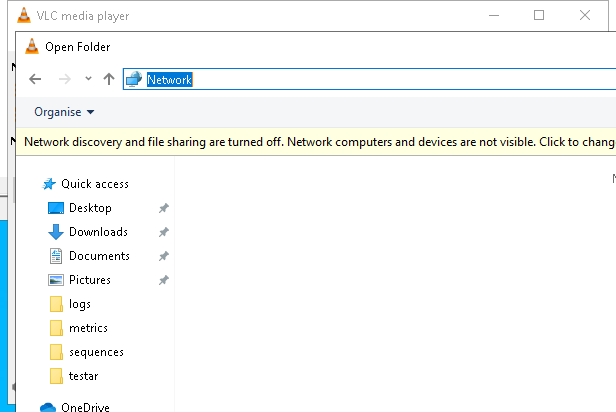 VLC media player
Open Folder
Network
Organise
Network discovery and file sharing are turned off. Network computers and devices are not visible. Click to chang
Quick access
Desktop
Downloads
Documents
Pictures
logs
metrics
sequences
testar
OneDrive